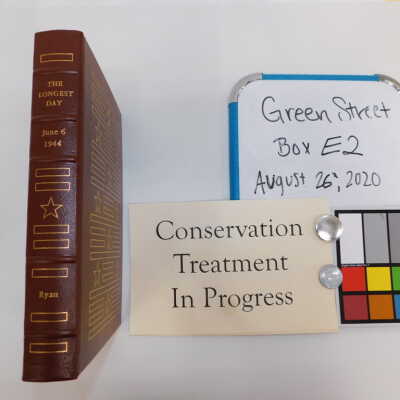 THE
LONGEST
DAY
June 6
1944
Ryan
Green Street
Box E2
August 26, 2020
Conservation
Treatment
In Progress